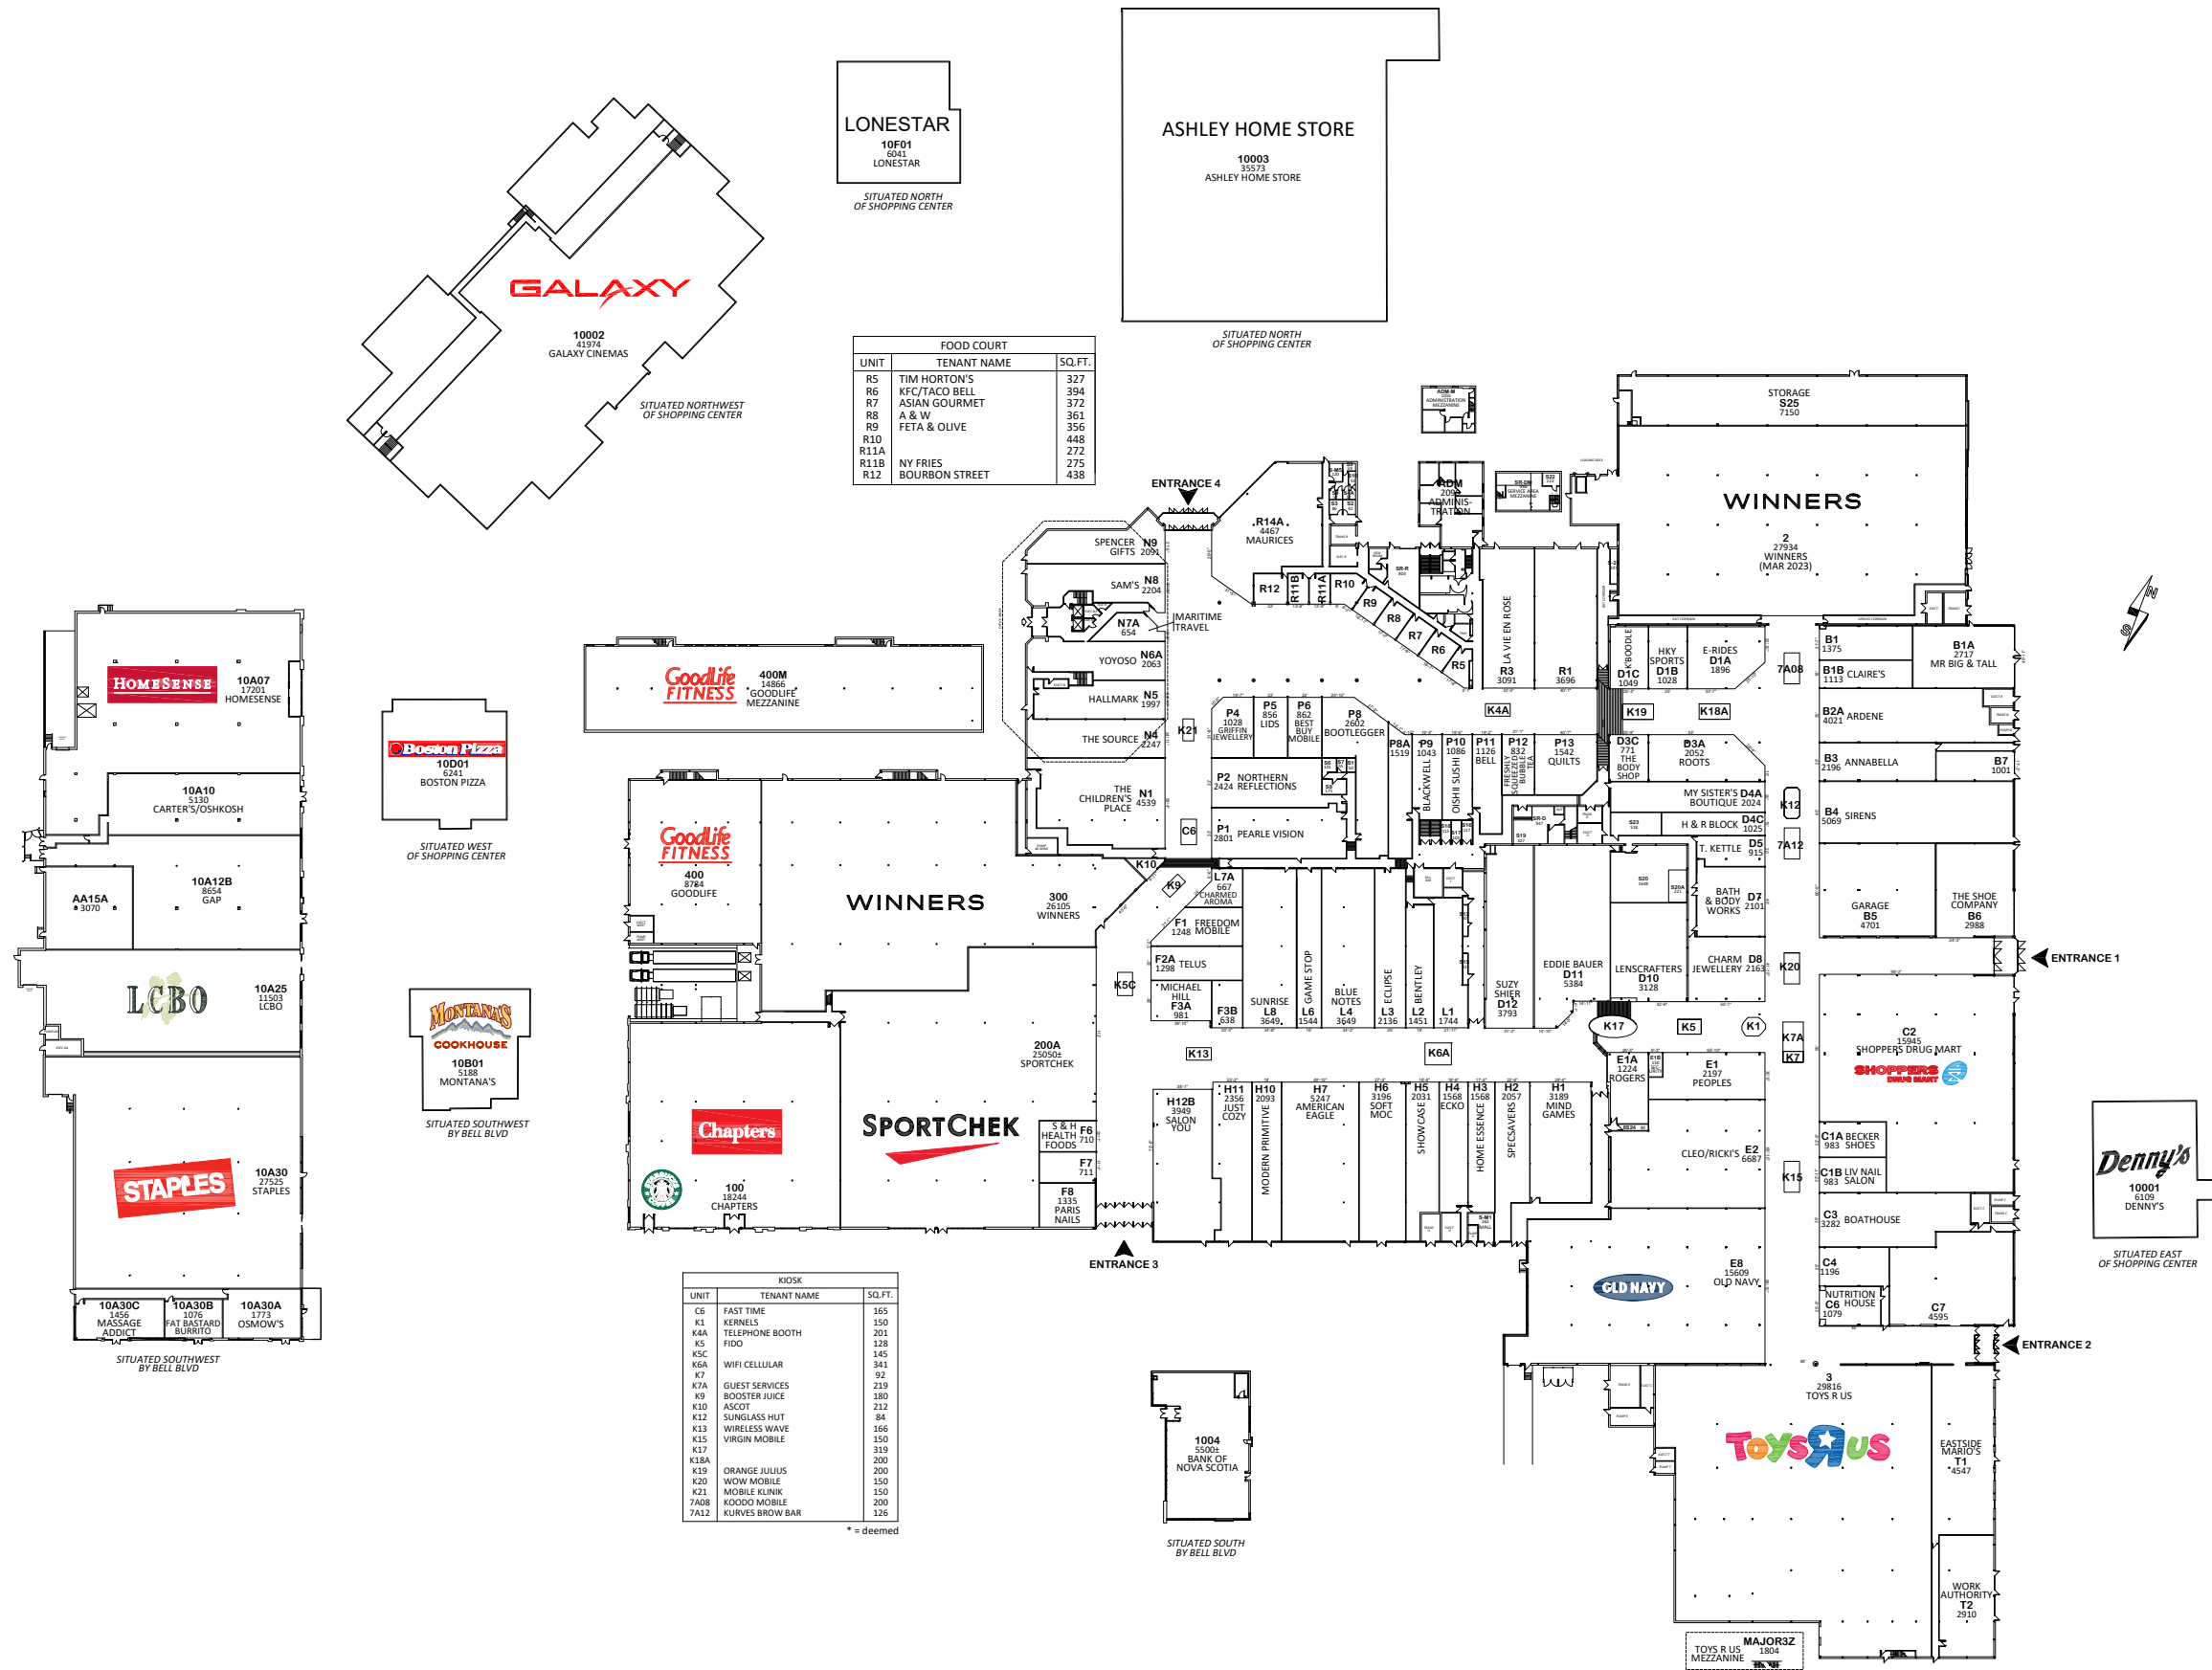 LONESTAR
10F01
6041
LONESTAR
SITUATED NORTH
OF SHOPPING CENTER
ASHLEY HOME STORE
10003
35573
ASHLEY HOME STORE
SITUATED NORTH
OF SHOPPING CENTER
GALAXY
10002
41974
GALAXY CINEMAS
SITUATED NORTHWEST
OF SHOPPING CENTER
FOOD COURT
UNIT TENANT NAME SQ.FT.
R5 TIM HORTON'S 327
R6 KFC/TACO BELL 394
R7 ASIAN GOURMET 372
R8 A & W 361
R9 FETA & OLIVE 356
R10 448
R11A 272
R11B NY FRIES 275
R12 BOURBON STREET 438
HOMESENSE
10A07
17201
HOMESENSE
10A10
5130
CARTER'S/OSHKOSH
10A12B
8654
GAP
AA15A
3070
LCBO
10A25
11503
LCBO
STAPLES
10A30
27525
STAPLES
10A30C
1456
MASSAGE
ADDICT
10A30B
1076
FAT BASTARD
BURRITO
10A30A
1773
OSMOW'S
SITUATED SOUTHWEST
BY BELL BLVD
Boston Pizza
10D01
6241
BOSTON PIZZA
SITUATED WEST
OF SHOPPING CENTER
MONTANA'S
COOKHOUSE
10B01
5188
MONTANA'S
SITUATED SOUTHWEST
BY BELL BLVD
GoodLife
FITNESS
400M
14866
GOODLIFE
MEZZANINE
GoodLife
FITNESS
400
8784
GOODLIFE
WINNERS
300
26105
WINNERS
200A
25050±
SPORTCHEK
SPORTCHEK
Chapters
100
18244
CHAPTERS
S & H
HEALTH
FOODS
F6
710
F7
711
F8
1335
PARIS
NAILS
ENTRANCE 3
KIOSK
UNIT TENANT NAME SQ.FT.
C6 FAST TIME 165
K1 KERNELS 150
K4A TELEPHONE BOOTH 201
K5 FIDO 128
K5C 145
K6A WIFI CELLULAR 341
K7 92
K7A GUEST SERVICES 219
K9 BOOSTER JUICE 180
K10 ASCOT 212
K12 SUNGLASS HUT 84
K13 WIRELESS WAVE 166
K15 VIRGIN MOBILE 150
K17 319
K18A 200
K19 ORANGE JULIUS 200
K20 WOW MOBILE 150
K21 MOBILE KLINIK 150
7A08 KOODO MOBILE 200
7A12 KURVES BROW BAR 126
* = deemed
ENTRANCE 4
SPENCER
GIFTS
N9
2091
SAM'S
N8
2204
N7A
654
MARITIME
TRAVEL
YOYOSO
N6A
2063
HALLMARK
N5
1997
THE SOURCE
N4
2247
THE
CHILDREN'S
PLACE
N1
4539
K21
C6
K10
K9
K5C
K13
K6A
K4A
R14A
4467
MAURICES
R12
R11B
R11A
R10
R9
R8
R7
R6
R5
ADM-M
ADMINISTRATION
MEZZANINE
ADM
ADMINIS-
TRATION
LA VIE EN ROSE
R3
3091
R1
3696
P4
1028
GRIFFIN
JEWELLERY
P5
856
LIDS
P6
862
BEST
BUY
MOBILE
P8
2602
BOOTLEGGER
P8A
1519
P9
1043
BLACKWELL
P10
1086
OISHII SUSHI
P11
1126
BELL
P12
832
FRESHLY
SQUEEZED
BUBBLE
TEA
P13
1542
QUILTS
P2
2424
NORTHERN
REFLECTIONS
P1
2801
PEARLE VISION
L7A
667
CHARMED
AROMA
F1
1248
FREEDOM
MOBILE
F2A
1298
TELUS
MICHAEL
HILL
F3A
981
F3B
638
SUNRISE
L8
3649
GAME STOP
L6
1544
BLUE
NOTES
L4
3649
ECLIPSE
L3
2136
BENTLEY
L2
1451
L1
1744
SUZY
SHIER
D12
3793
EDDIE BAUER
D11
5384
LENSCRAFTERS
D10
3128
CHARM
JEWELLERY
D8
2163
BATH
& BODY
WORKS
D7
2101
T. KETTLE
D5
915
H & R BLOCK
D4C
1025
MY SISTER'S
BOUTIQUE
D4A
2024
D3C
771
THE
BODY
SHOP
D3A
2052
ROOTS
K'BOODLE
D1C
1049
HKY
SPORTS
D1B
1028
E-RIDES
D1A
1896
K19
K18A
7A08
K12
7A12
K20
K17
K5
K1
K7A
K7
K15
STORAGE
S25
7150
WINNERS
2
27934
WINNERS
(MAR 2023)
B1
1375
B1A
2717
MR BIG & TALL
B1B
1113
CLAIRE'S
B2A
4021
ARDENE
B3
2196
ANNABELLA
B7
1001
B4
5069
SIRENS
GARAGE
B5
4701
THE SHOE
COMPANY
B6
2988
ENTRANCE 1
C2
15945
SHOPPERS DRUG MART
SHOPPERS
DRUG MART
C1A
983
BECKER
SHOES
C1B
983
LIV NAIL
SALON
C3
3282
BOATHOUSE
C4
1196
NUTRITION
HOUSE
C6
1079
C7
4595
ENTRANCE 2
H12B
3949
SALON
YOU
H11
2356
JUST
COZY
H10
2093
MODERN PRIMITIVE
H7
5247
AMERICAN
EAGLE
H6
3196
SOFT
MOC
H5
2031
SHOWCASE
H4
1568
ECKO
H3
1568
HOME ESSENCE
H2
2057
SPECSAVERS
H1
3189
MIND
GAMES
E1A
1224
ROGERS
E1
2197
PEOPLES
CLEO/RICKI'S
E2
6687
OLD NAVY
E8
15609
OLD NAVY
3
29816
TOYS R US
TOYS R US
EASTSIDE
MARIO'S
T1
4547
WORK
AUTHORITY
T2
2910
TOYS R US
MEZZANINE
MAJOR3Z
1804
1004
5500±
BANK OF
NOVA SCOTIA
SITUATED SOUTH
BY BELL BLVD
Denny's
10001
6109
DENNY'S
SITUATED EAST
OF SHOPPING CENTER
N
S